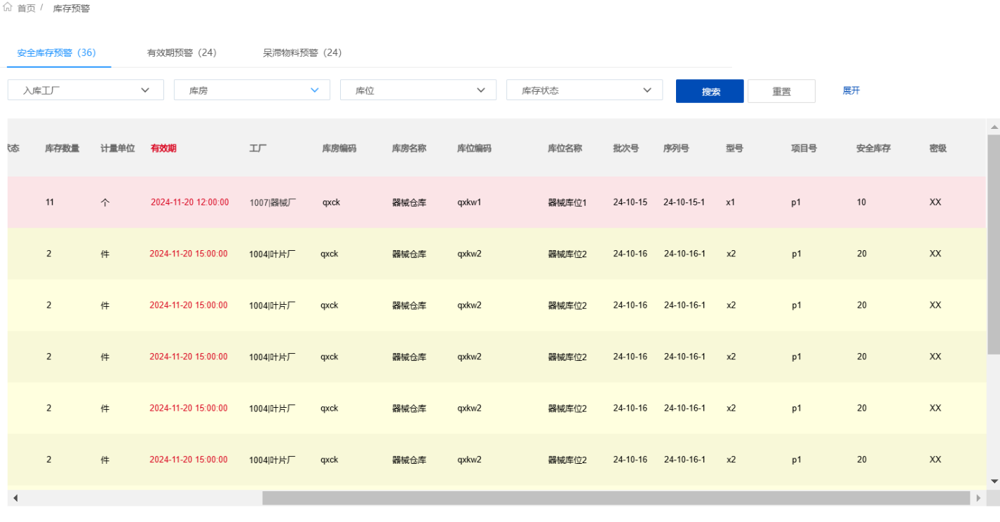 首页 / 库存预警
安全库存预警 (36) 有效期预警 (24) 呆滞物料预警 (24)
入库工厂 库房 库位 库存状态 搜索 重置 展开
态 库存数量 计量单位 有效期 工厂 库房编码 库房名称 库位编码 库位名称 批次号 序列号 型号 项目号 安全库存 密级
11 个 2024-11-20 12:00:00 1007|器械厂 qxck 器械仓库 qxkw1 器械库位1 24-10-15 24-10-15-1 x1 p1 10 XX
2 件 2024-11-20 15:00:00 1004|叶片厂 qxck 器械仓库 qxkw2 器械库位2 24-10-16 24-10-16-1 x2 p1 20 XX
2 件 2024-11-20 15:00:00 1004|叶片厂 qxck 器械仓库 qxkw2 器械库位2 24-10-16 24-10-16-1 x2 p1 20 XX
2 件 2024-11-20 15:00:00 1004|叶片厂 qxck 器械仓库 qxkw2 器械库位2 24-10-16 24-10-16-1 x2 p1 20 XX
2 件 2024-11-20 15:00:00 1004|叶片厂 qxck 器械仓库 qxkw2 器械库位2 24-10-16 24-10-16-1 x2 p1 20 XX
2 件 2024-11-20 15:00:00 1004|叶片厂 qxck 器械仓库 qxkw2 器械库位2 24-10-16 24-10-16-1 x2 p1 20 XX